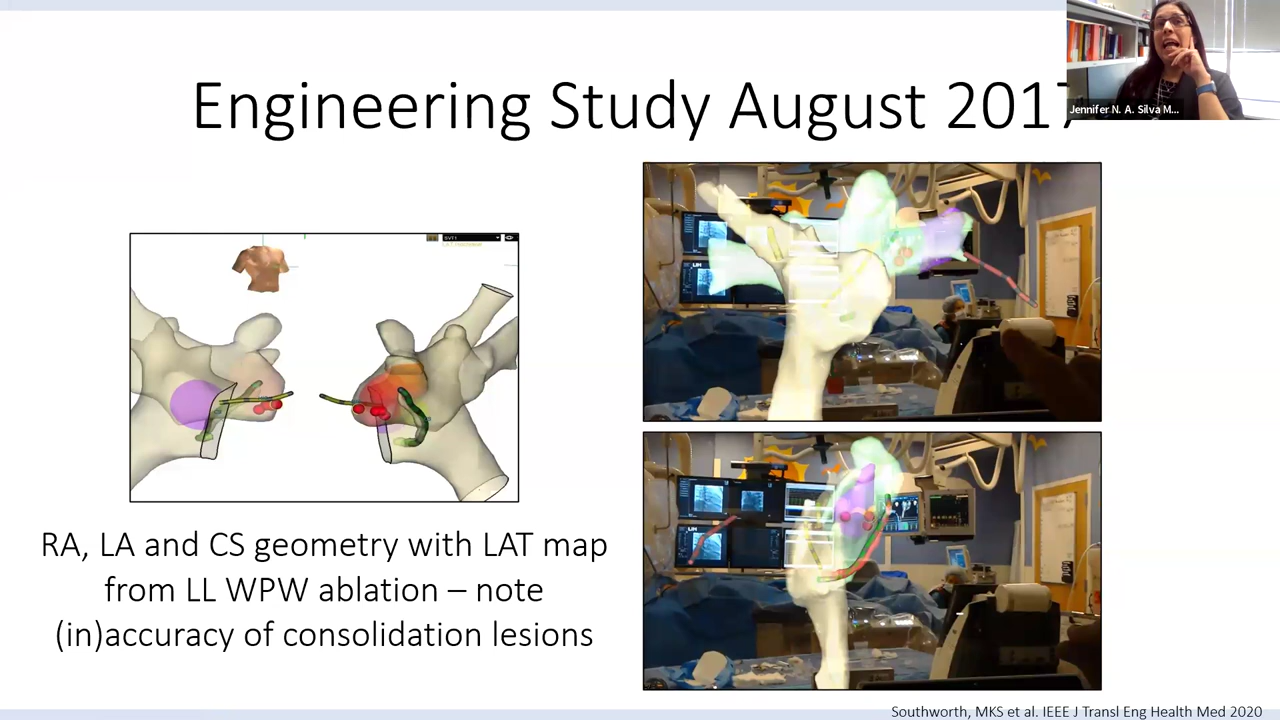 Engineering Study August 2017
Jennifer N. A. Silva M...
SVT1
RA, LA and CS geometry with LAT map
from LL WPW ablation – note
(in)accuracy of consolidation lesions
Southworth, MKS et al. IEEE J Transl Eng Health Med 2020